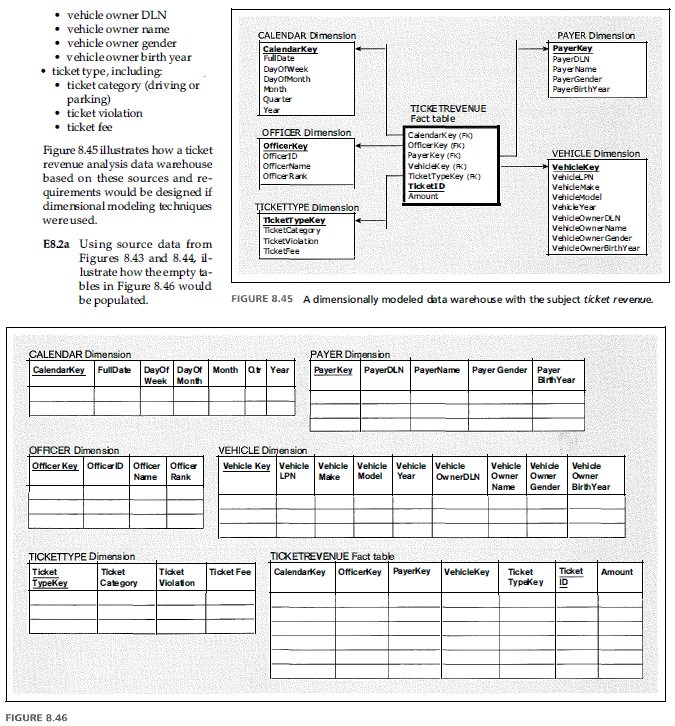 • vehicle owner DLN
• vehicle owner name
• vehicle owner gender
• vehicle owner birth year
• ticket type, including:
• ticket category (driving or
parking)
• ticket violation
• ticket fee
Figure 8.45 illustrates how a ticket
revenue analysis data warehouse
based on these sources and re-
quirements would be designed if
dimensional modeling techniques
were used.
E8.2a Using source data from
Figures 8.43 and 8.44, il-
lustrate how the empty ta-
bles in Figure 8.46 would
be populated.
CALENDAR Dimension
CalendarKey
FullDate
DayOfWeek
DayOfMonth
Month
Quarter
Year
OFFICER Dimension
OfficerKey
OfficerID
OfficerName
OfficerRank
TICKETTYPE Dimension
TicketTypeKey
TicketCategory
TicketViolation
TicketFee
TICKETREVENUE
Fact table
CalendarKey (FK)
OfficerKey (FK)
PayerKey (FK)
VehicleKey (FK)
TicketTypeKey (FK)
TicketID
Amount
PAYER Dimension
PayerKey
PayerDLN
PayerName
PayerGender
PayerBirthYear
VEHICLE Dimension
VehicleKey
VehicleLPN
VehicleMake
VehicleModel
VehicleYear
VehicleOwnerDLN
VehicleOwnerName
VehicleOwnerGender
VehicleOwnerBirthYear
FIGURE 8.45 A dimensionally modeled data warehouse with the subject ticket revenue.
CALENDAR Dimension
CalendarKey FullDate DayOf DayOf Month Qtr Year
Week Month
PAYER Dimension
PayerKey PayerDLN PayerName Payer Gender Payer
BirthYear
OFFICER Dimension
Officer Key OfficerID Officer Officer
Name Rank
VEHICLE Dimension
Vehicle Key Vehicle Vehicle Vehicle Vehicle Vehicle Vehicle Vehicle Vehicle
LPN Make Model Year OwnerDLN Owner Owner Owner
Name Gender BirthYear
TICKETTYPE Dimension
Ticket Ticket Ticket Ticket Fee
TypeKey Category Violation
TICKETREVENUE Fact table
CalendarKey OfficerKey PayerKey VehicleKey Ticket Ticket Amount
TypeKey ID
FIGURE 8.46